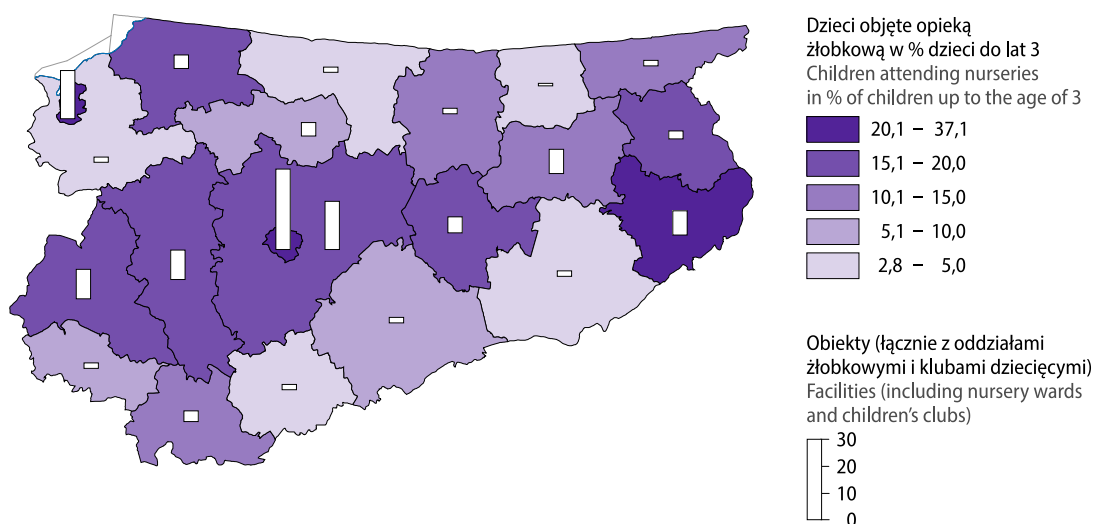 Dzieci objęte opieką
żłobkową w % dzieci do lat 3
Children attending nurseries
in % of children up to the age of 3
20,1 – 37,1
15,1 – 20,0
10,1 – 15,0
5,1 – 10,0
2,8 – 5,0
Obiekty (łącznie z oddziałami
żłobkowymi i klubami dziecięcymi)
Facilities (including nursery wards
and children's clubs)
30
20
10
0